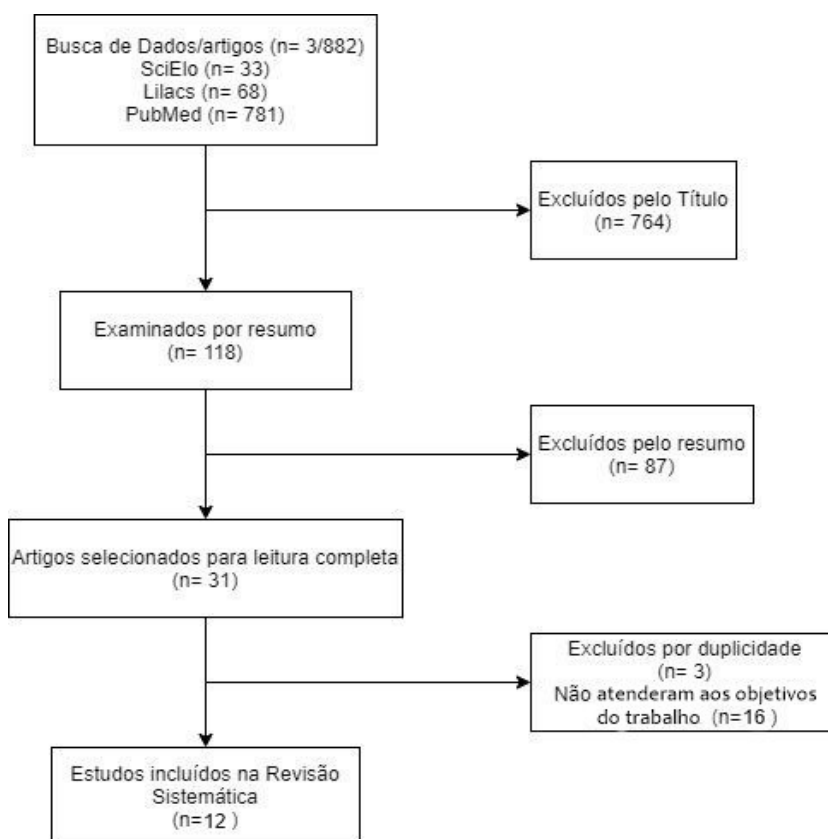 Busca de Dados/artigos (n= 3/882)
SciElo (n= 33)
Lilacs (n= 68)
PubMed (n= 781)
Excluídos pelo Título
(n= 764)
Examinados por resumo
(n= 118)
Excluídos pelo resumo
(n= 87)
Artigos selecionados para leitura completa
(n= 31)
Excluídos por duplicidade
(n= 3)
Não atenderam aos objetivos
do trabalho (n=16 )
Estudos incluídos na Revisão
Sistemática
(n=12 )